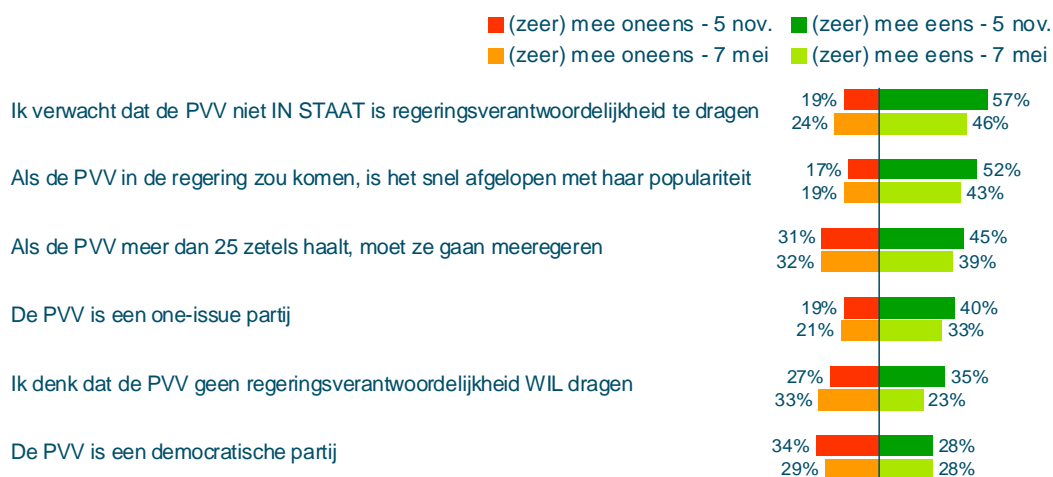 (zeer) mee oneens - 5 nov. (zeer) mee eens - 5 nov.
(zeer) mee oneens - 7 mei (zeer) mee eens - 7 mei
Ik verwacht dat de PVV niet IN STAAT is regeringsverantwoordelijkheid te dragen 19% 57%
24% 46%
Als de PVV in de regering zou komen, is het snel afgelopen met haar populariteit 17% 52%
19% 43%
Als de PVV meer dan 25 zetels haalt, moet ze gaan meeregeren 31% 45%
32% 39%
De PVV is een one-issue partij 19% 40%
21% 33%
Ik denk dat de PVV geen regeringsverantwoordelijkheid WIL dragen 27% 35%
33% 23%
De PVV is een democratische partij 34% 28%
29% 28%